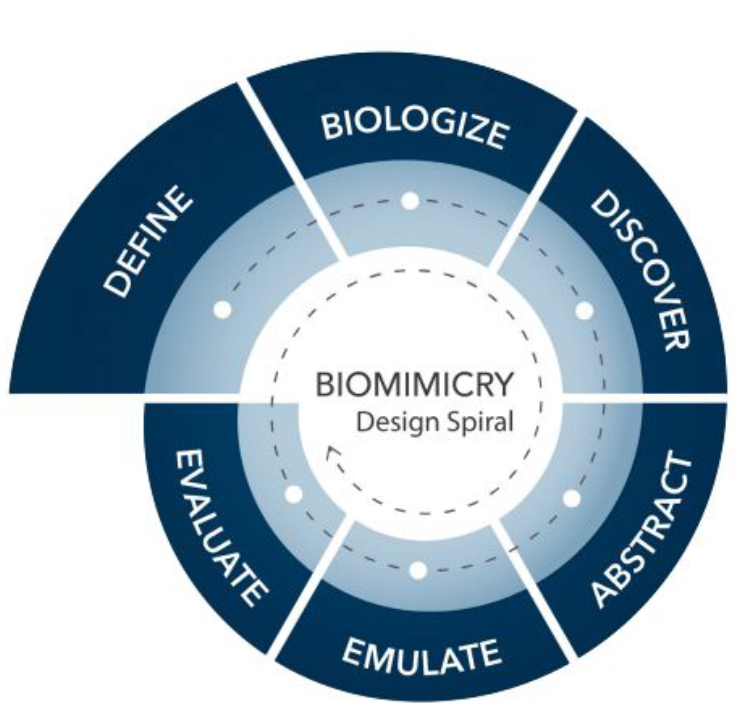 DEFINE
BIOLOGIZE
DISCOVER
ABSTRACT
EMULATE
EVALUATE
BIOMIMICRY
Design Spiral